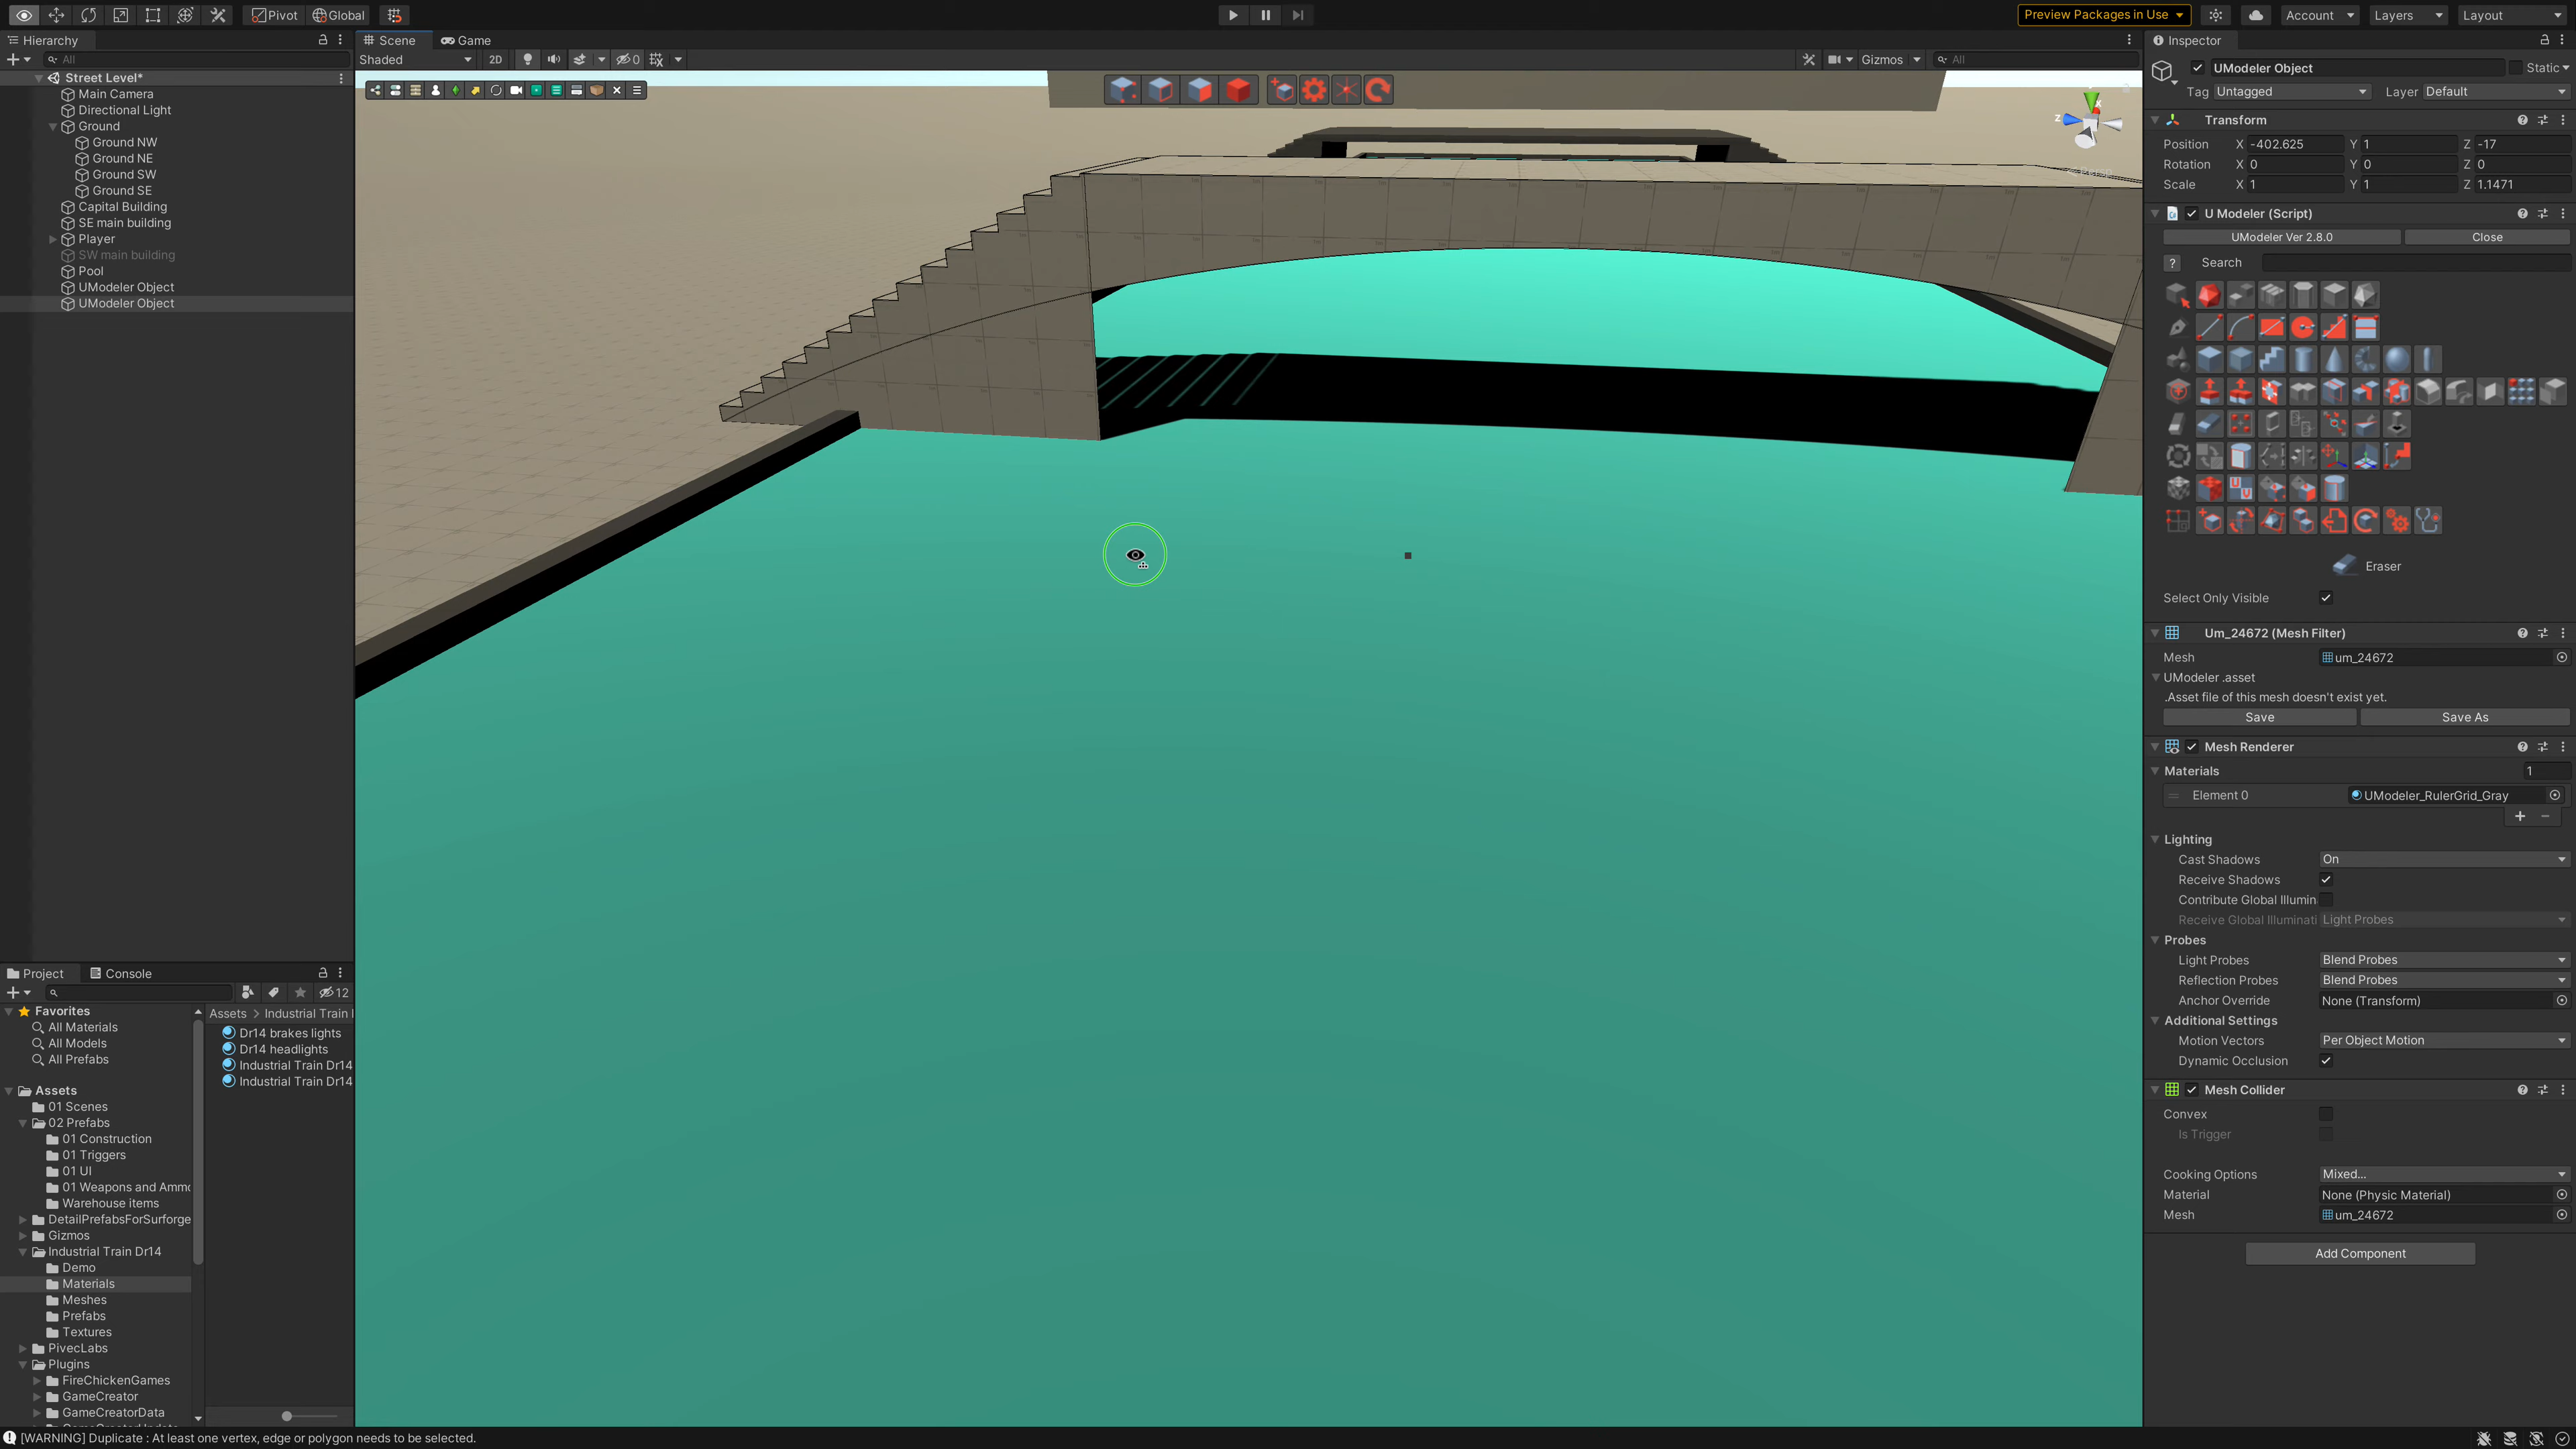 Pivot Global Preview Packages in Use Account Layers Layout
Hierarchy Scene Game Inspector
All Shaded 2D 0 Gizmos All UModeler Object Static
Street Level*
Main Camera Tag Untagged Layer Default
Directional Light
Ground Transform
Ground NW Position X -402.625 Y 1 Z -17
Ground NE Rotation X 0 Y 0 Z 0
Ground SW Scale X 1 Y 1 Z 1.1471
Ground SE
Capital Building U Modeler (Script)
SE main building UModeler Ver 2.8.0 Close
Player
SW main building ? Search
Pool
UModeler Object
UModeler Object
Eraser
Select Only Visible
Um_24672 (Mesh Filter)
Mesh um_24672
UModeler .asset
.Asset file of this mesh doesn't exist yet.
Save Save As
Mesh Renderer
Materials 1
Element 0 UModeler_RulerGrid_Gray
Lighting
Cast Shadows On
Receive Shadows
Contribute Global Illumin
Receive Global Illuminati Light Probes
Probes
Light Probes Blend Probes
Reflection Probes Blend Probes
Anchor Override None (Transform)
Additional Settings
Motion Vectors Per Object Motion
Dynamic Occlusion
Mesh Collider
Convex
Is Trigger
Cooking Options Mixed...
Material None (Physic Material)
Mesh um_24672
Add Component
Project Console
12
Favorites
All Materials
All Models
All Prefabs
Assets
01 Scenes
02 Prefabs
01 Construction
01 Triggers
01 UI
01 Weapons and Ammo
Warehouse items
DetailPrefabsForSurforge
Gizmos
Industrial Train Dr14
Demo
Materials
Meshes
Prefabs
Textures
PivecLabs
Plugins
FireChickenGames
GameCreator
GameCreatorData
Assets > Industrial Train
Dr14 brakes lights
Dr14 headlights
Industrial Train Dr14
Industrial Train Dr14
[WARNING] Duplicate : At least one vertex, edge or polygon needs to be selected.